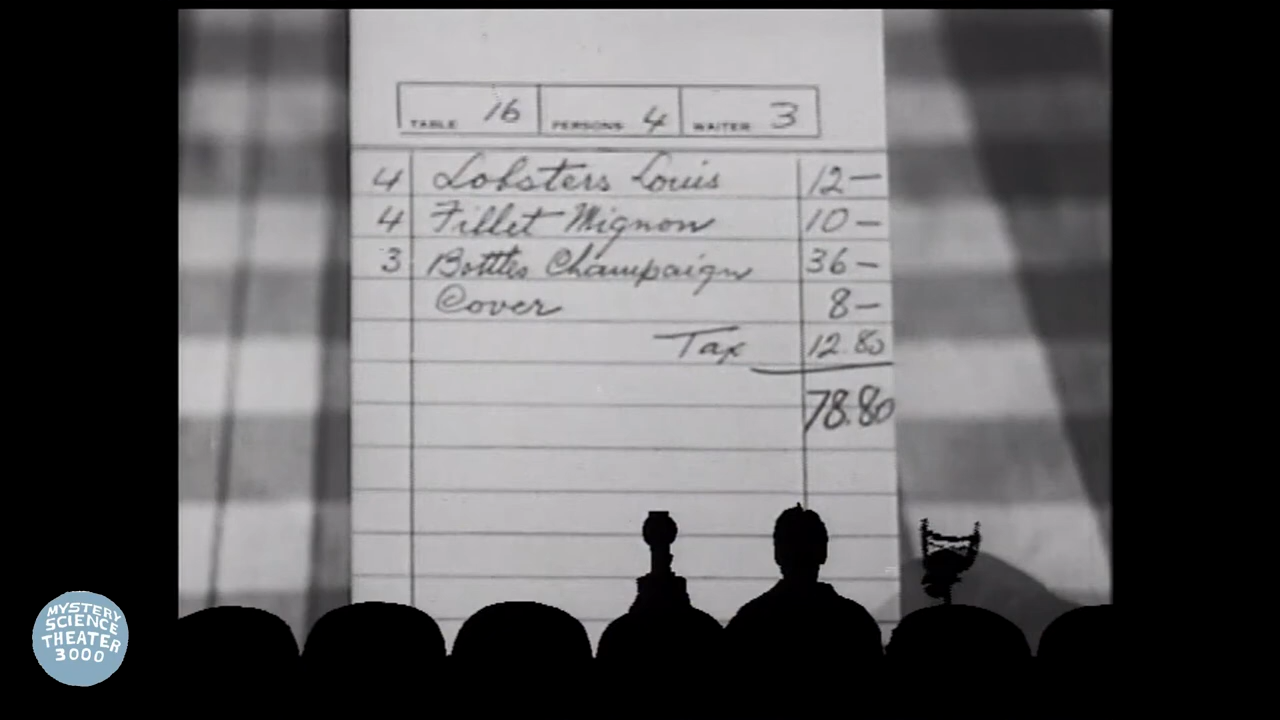 TABLE 16 PERSONS 4 WAITER 3
4 Lobsters Louis 12—
4 Fillet Mignon 10—
3 Bottles Champaign 36—
Cover 8—
Tax 12.80
78.80
MYSTERY
SCIENCE
THEATER
3000